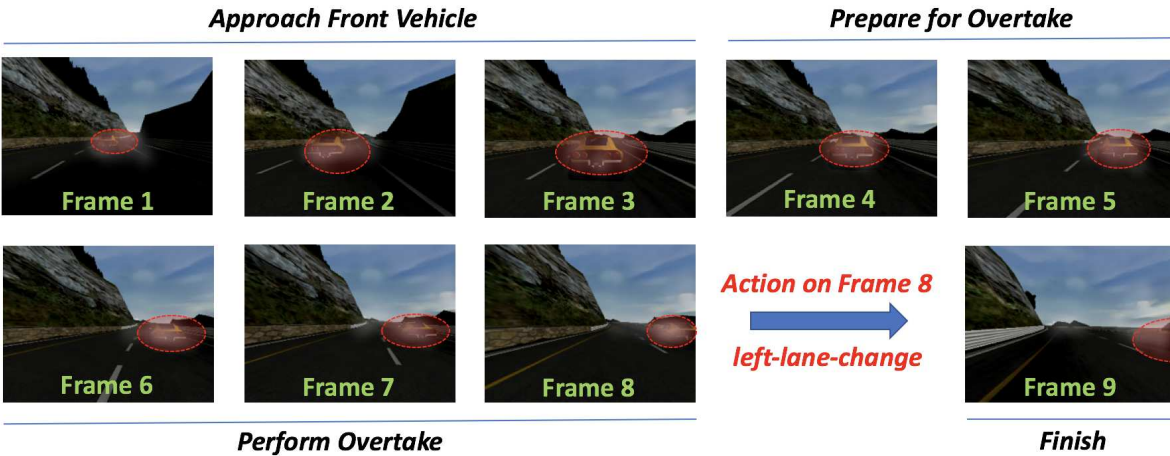 Approach Front Vehicle
Prepare for Overtake
Frame 1
Frame 2
Frame 3
Frame 4
Frame 5
Frame 6
Frame 7
Frame 8
Action on Frame 8
left-lane-change
Frame 9
Perform Overtake
Finish